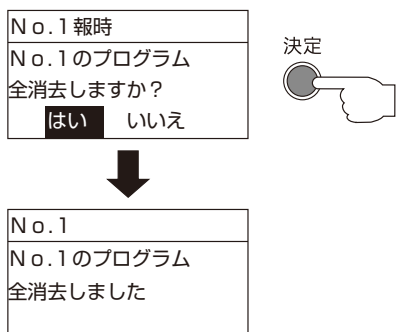 Ｎｏ.１報時
Ｎｏ.１のプログラム
全消去しますか？
はい　いいえ
決定
Ｎｏ.１
Ｎｏ.１のプログラム
全消去しました